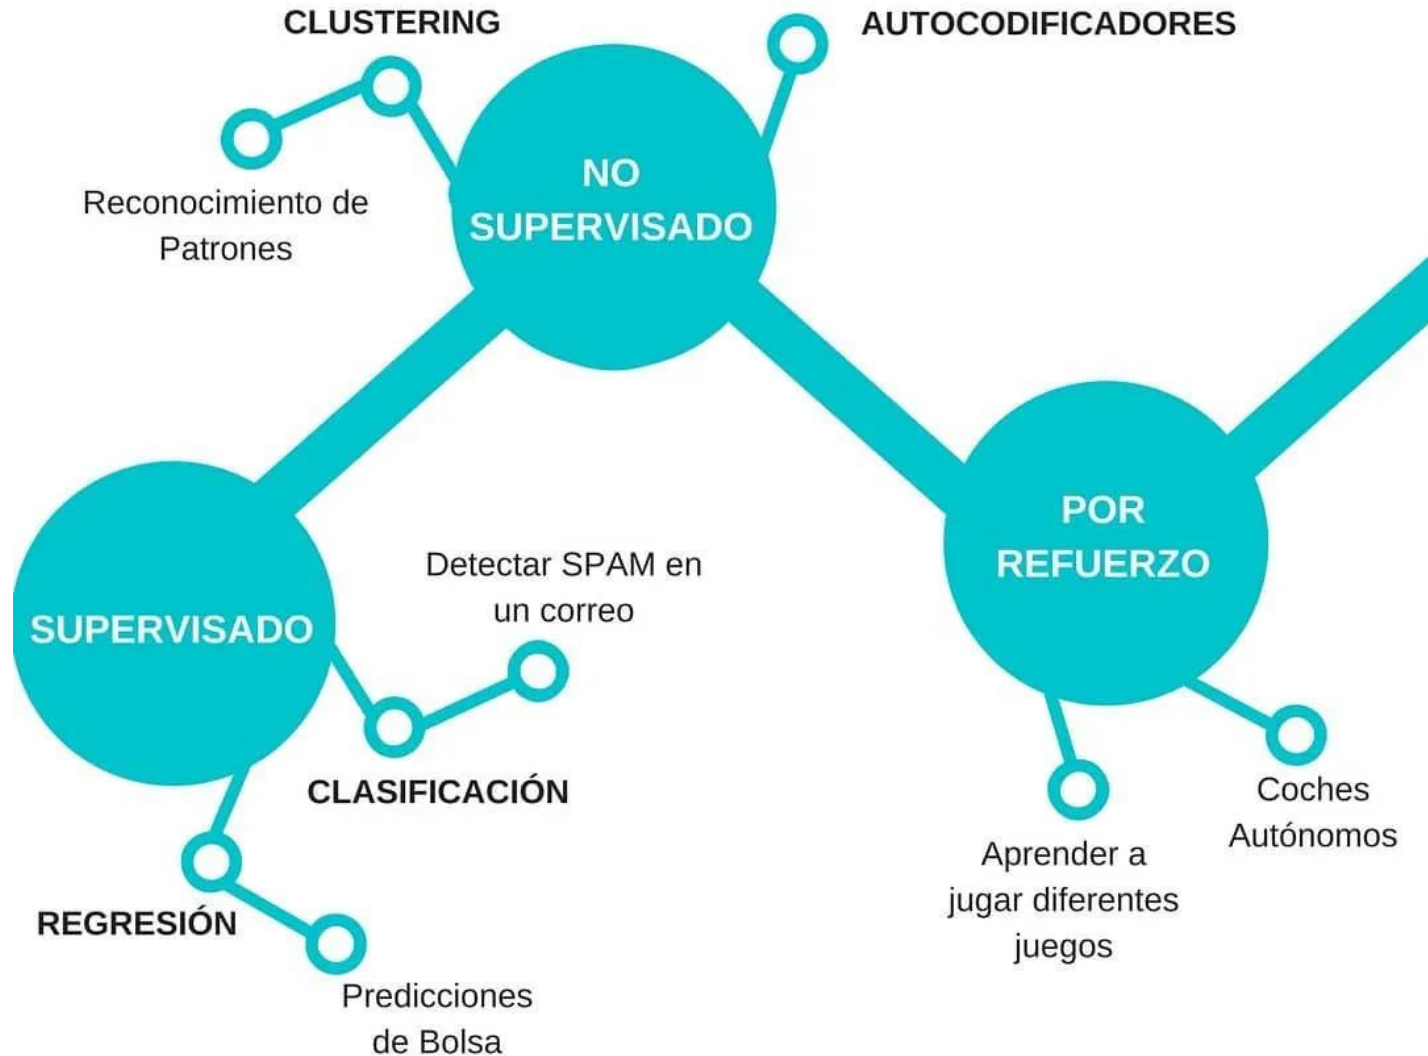 CLUSTERING
AUTOCODIFICADORES
NO
SUPERVISADO
Reconocimiento de
Patrones
POR
REFUERZO
Detectar SPAM en
un correo
SUPERVISADO
CLASIFICACIÓN
Coches
Autónomos
Aprender a
jugar diferentes
juegos
REGRESIÓN
Predicciones
de Bolsa